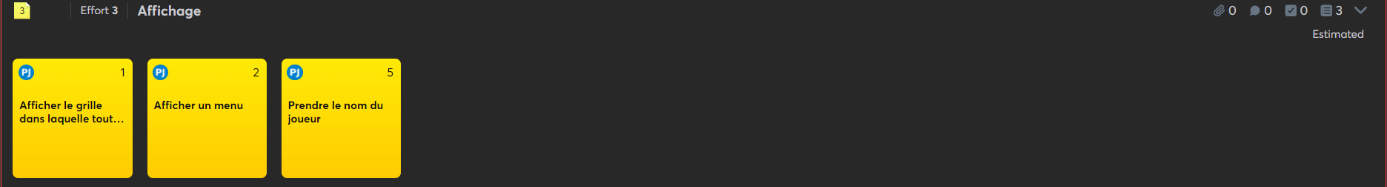 3 Effort 3 Affichage 0 0 0 3
Estimated
PJ 1 PJ 2 PJ 5
Afficher le grille
dans laquelle tout...
Afficher un menu
Prendre le nom du
joueur